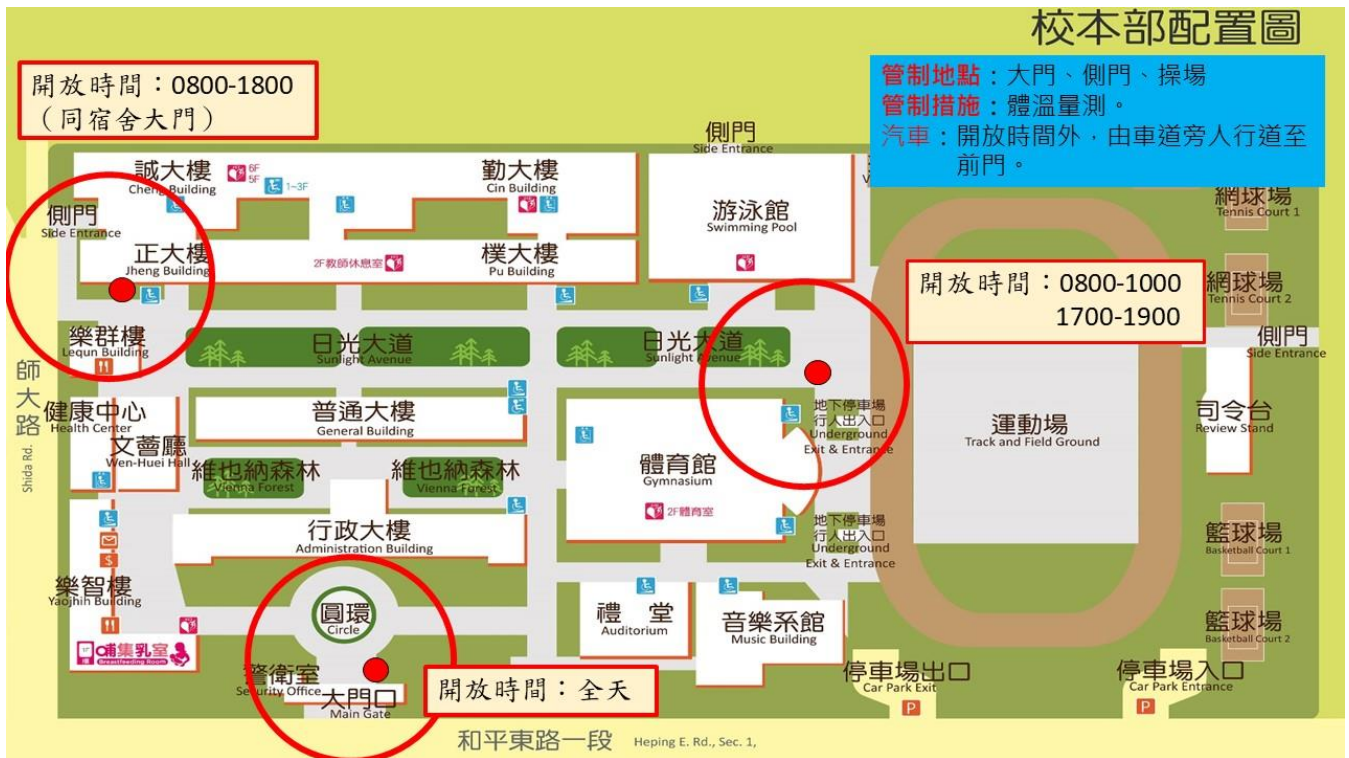 校本部配置圖
開放時間：0800-1800
（同宿舍大門）
管制地點：大門、側門、操場
管制措施：體溫量測。
汽車：開放時間外，由車道旁人行道至
前門。
側門
Side Entrance
誠大樓
Cheng Building
6F
5F
1~3F
勤大樓
Cin Building
游泳館
Swimming Pool
網球場
Tennis Court 1
側門
Side Entrance
正大樓
Jheng Building
2F教師休息室
樸大樓
Pu Building
開放時間：0800-1000
1700-1900
網球場
Tennis Court 2
樂群樓
Lequn Building
日光大道
Sunlight Avenue
日光大道
Sunlight Avenue
側門
Side Entrance
師大路
Shida Rd.
健康中心
Health Center
文薈廳
Wen-Huei Hall
普通大樓
General Building
地下停車場
行人出入口
Underground
Exit & Entrance
運動場
Track and Field Ground
司令台
Review Stand
維也納森林
Vienna Forest
維也納森林
Vienna Forest
體育館
Gymnasium
2F體育室
行政大樓
Administration Building
地下停車場
行人出入口
Underground
Exit & Entrance
籃球場
Basketball Court 1
樂智樓
Yaojhih Building
圓環
Circle
禮 堂
Auditorium
音樂系館
Music Building
籃球場
Basketball Court 2
哺集乳室
Breastfeeding Room
警衛室
Security Office
大門口
Main Gate
開放時間：全天
停車場出口
Car Park Exit
P
停車場入口
Car Park Entrance
P
和平東路一段 Heping E. Rd., Sec. 1,